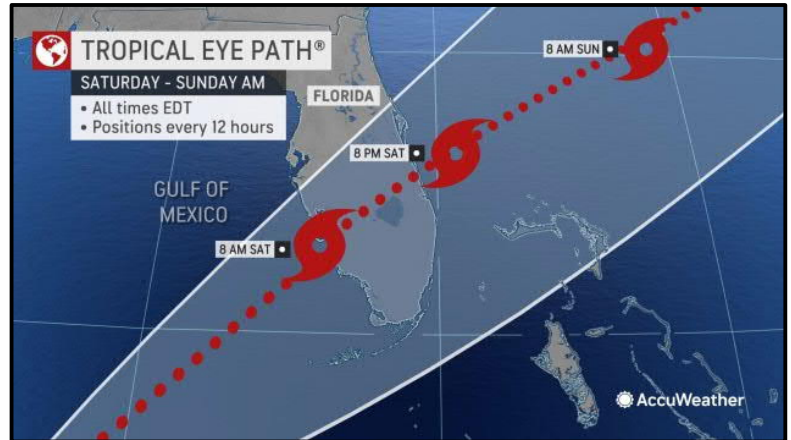 TROPICAL EYE PATH®
SATURDAY - SUNDAY AM
• All times EDT
• Positions every 12 hours
FLORIDA
8 AM SUN
8 PM SAT
GULF OF
MEXICO
8 AM SAT
AccuWeather